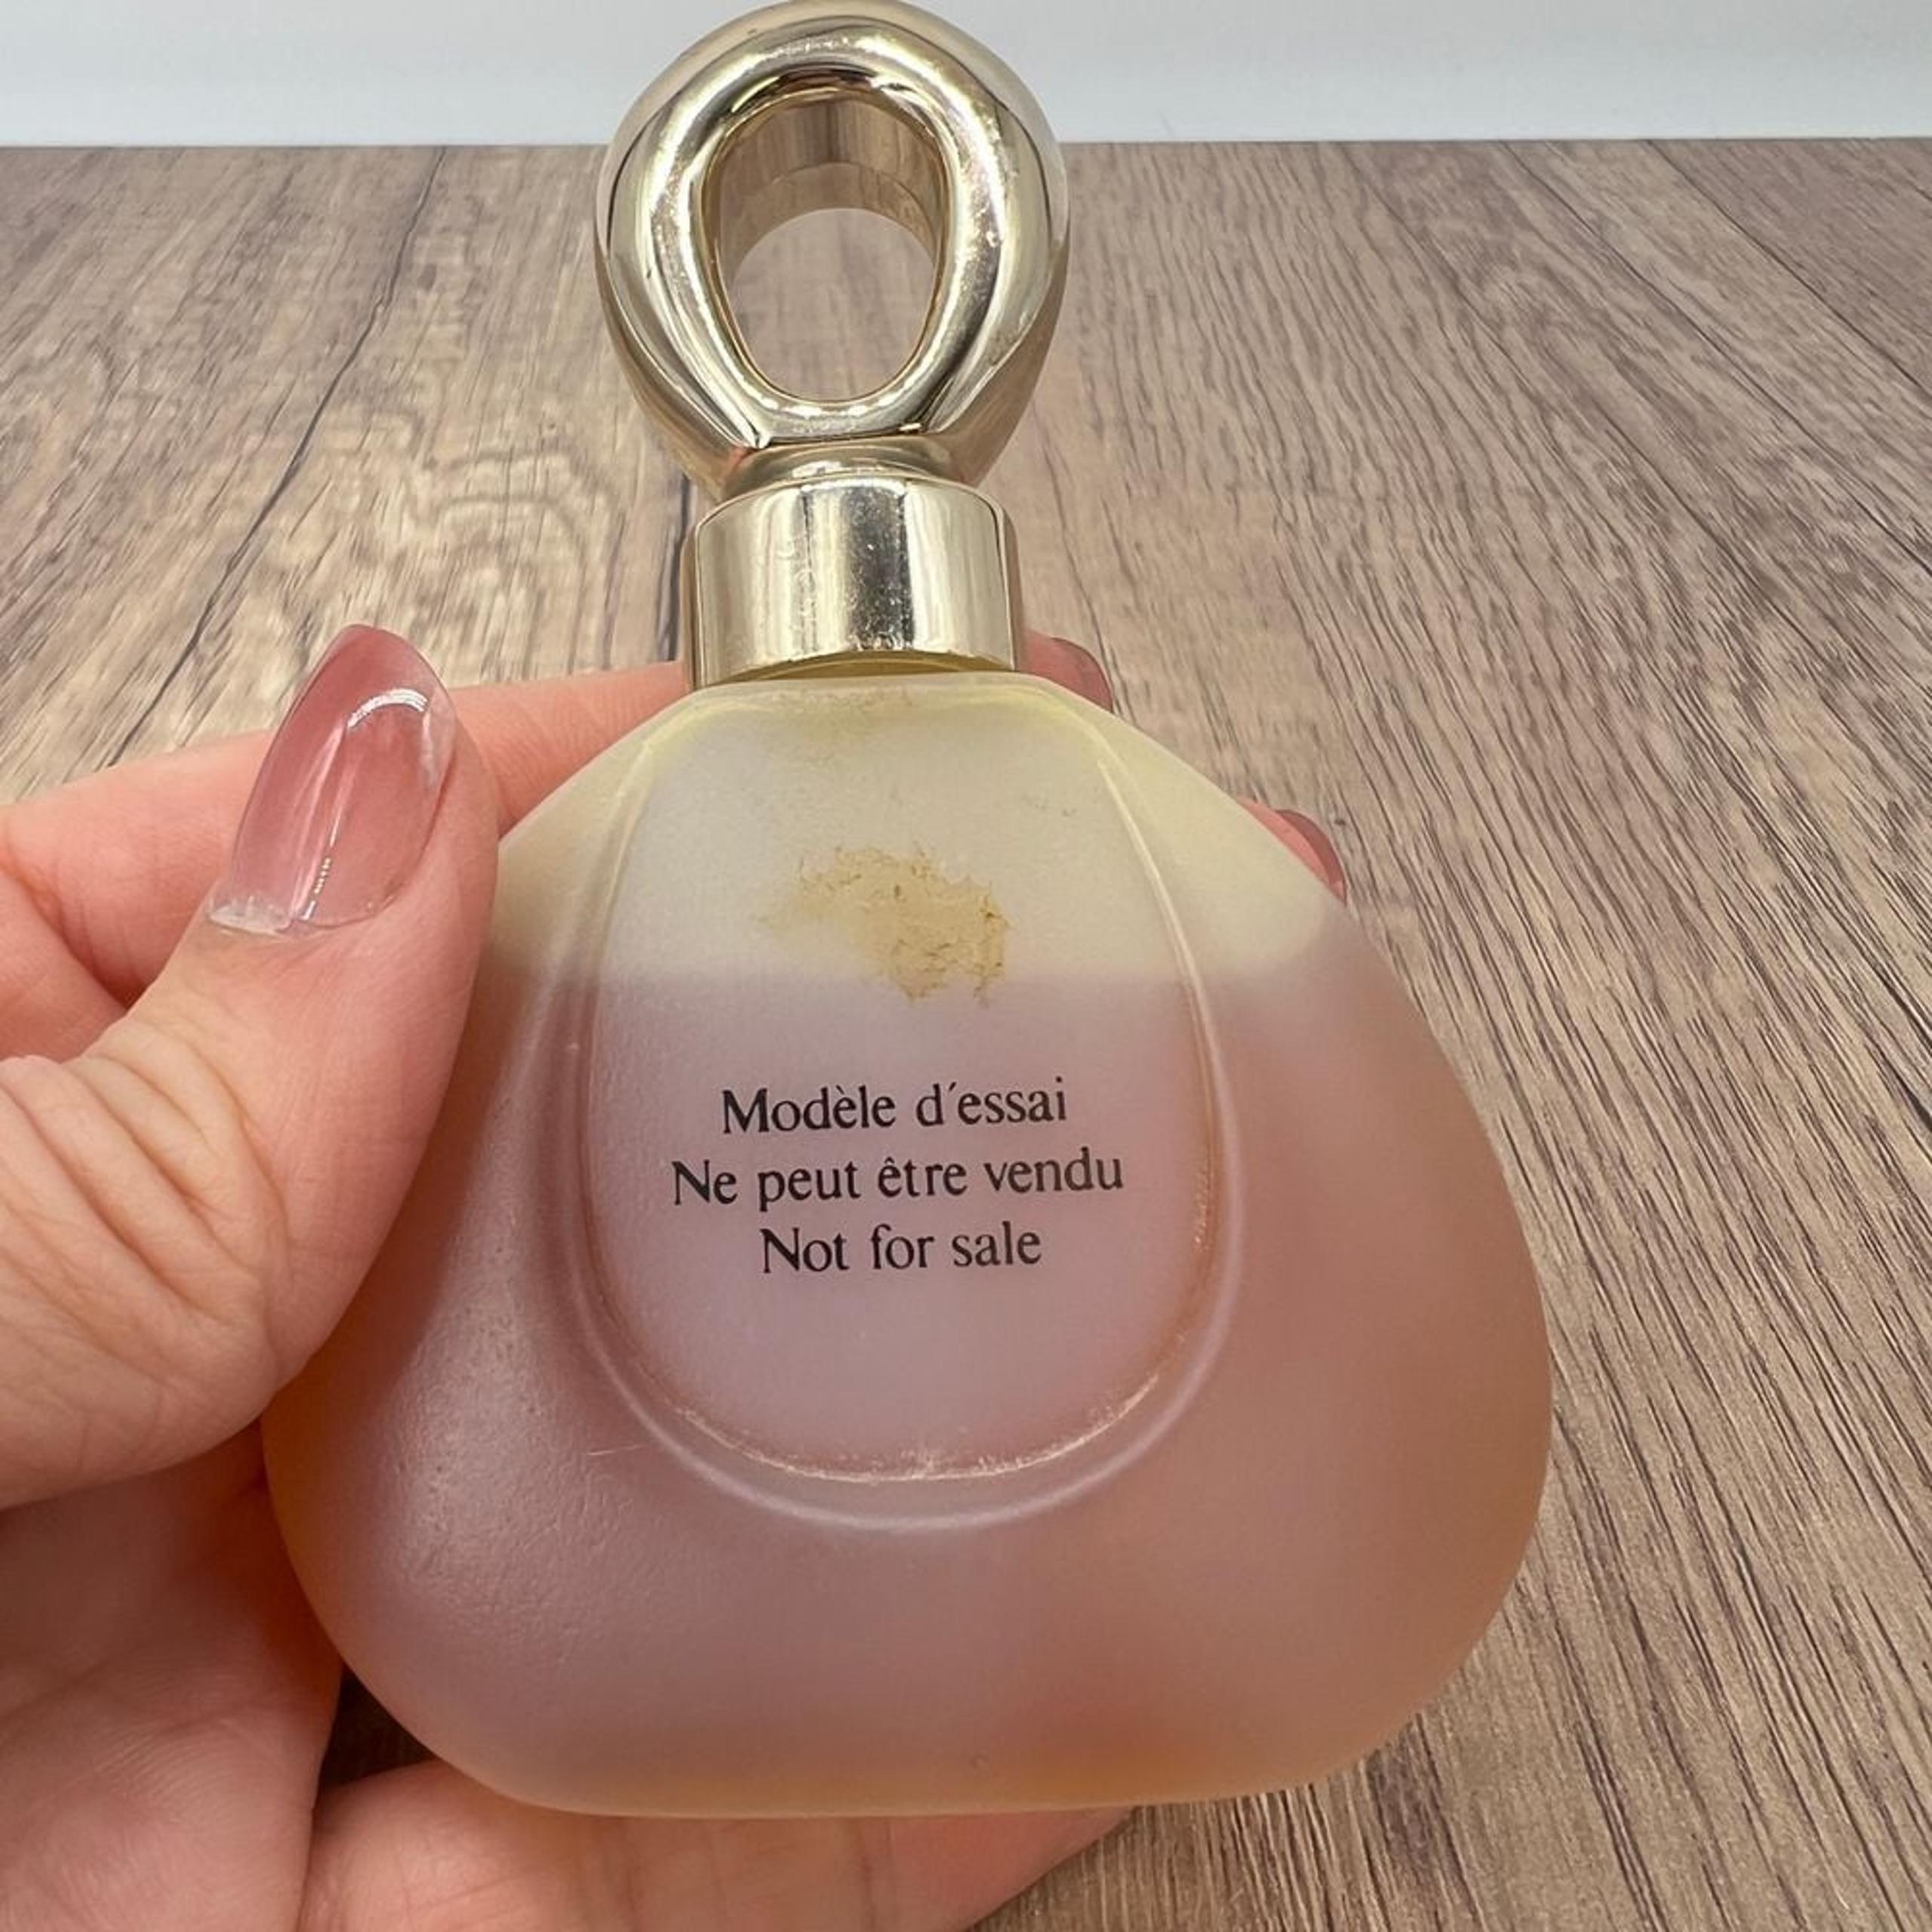 Modèle d'essai
Ne peut être vendu
Not for sale